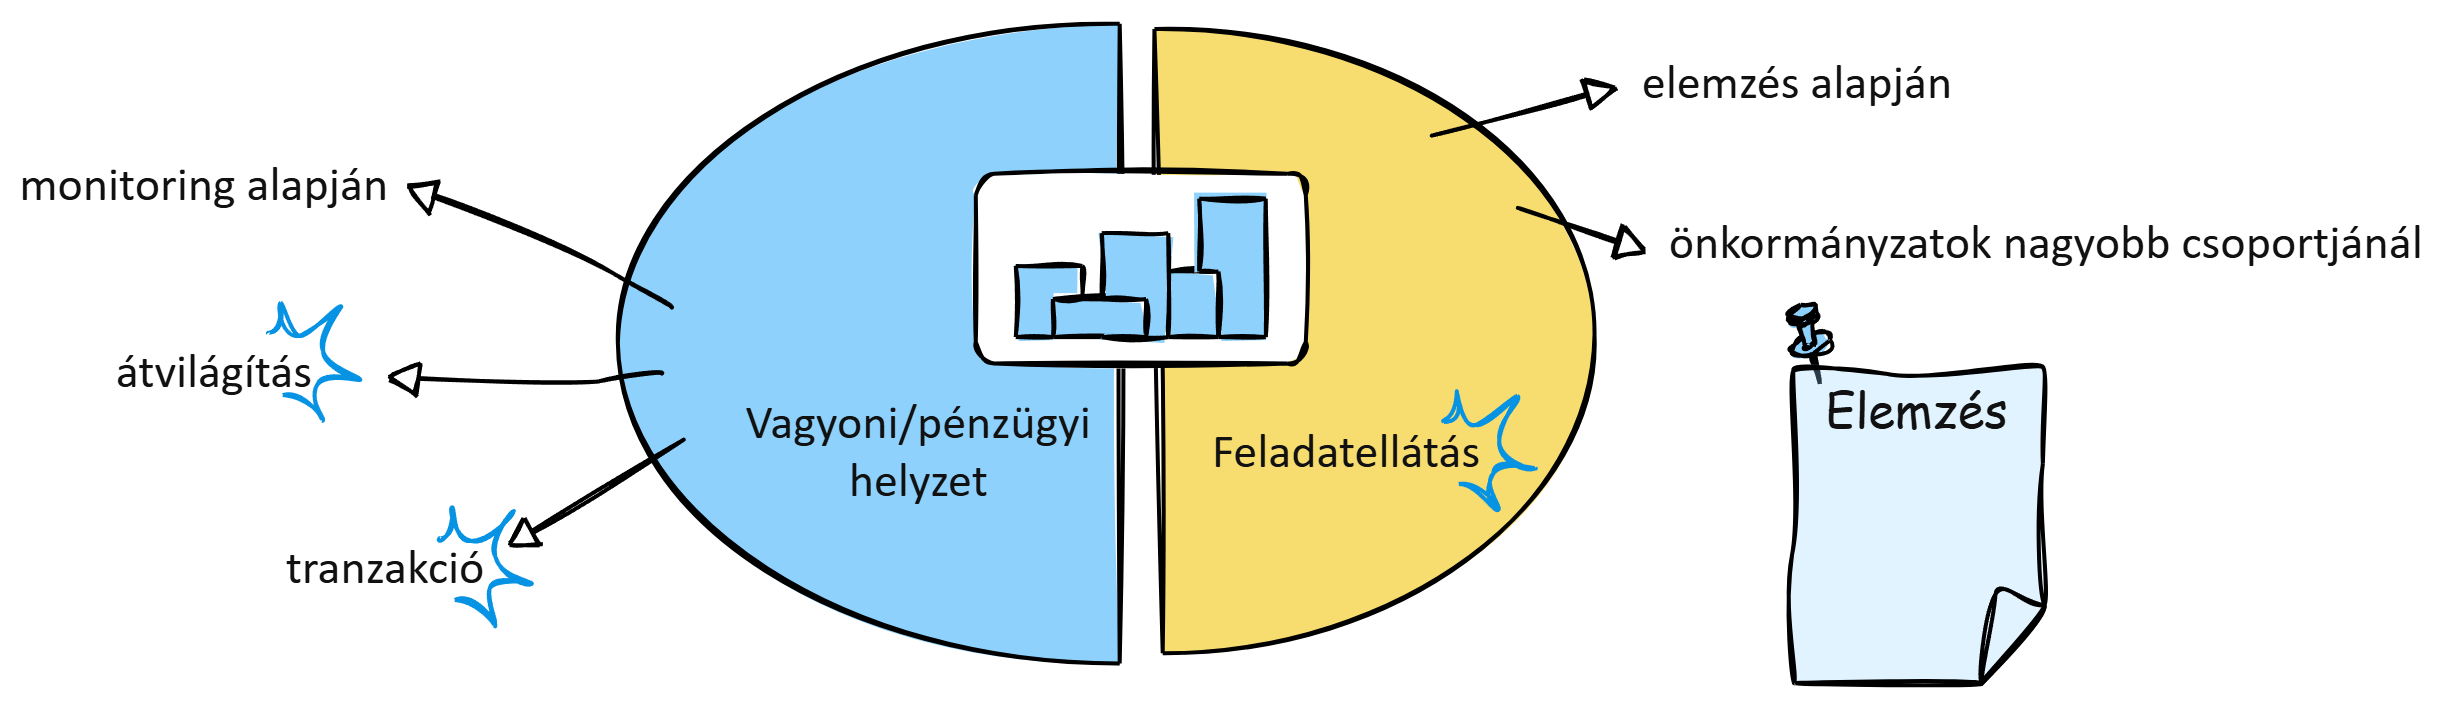 elemzés alapján
monitoring alapján
önkormányzatok nagyobb csoportjánál
átvilágítás
Vagyoni/pénzügyi
helyzet
Feladatellátás
Elemzés
tranzakció